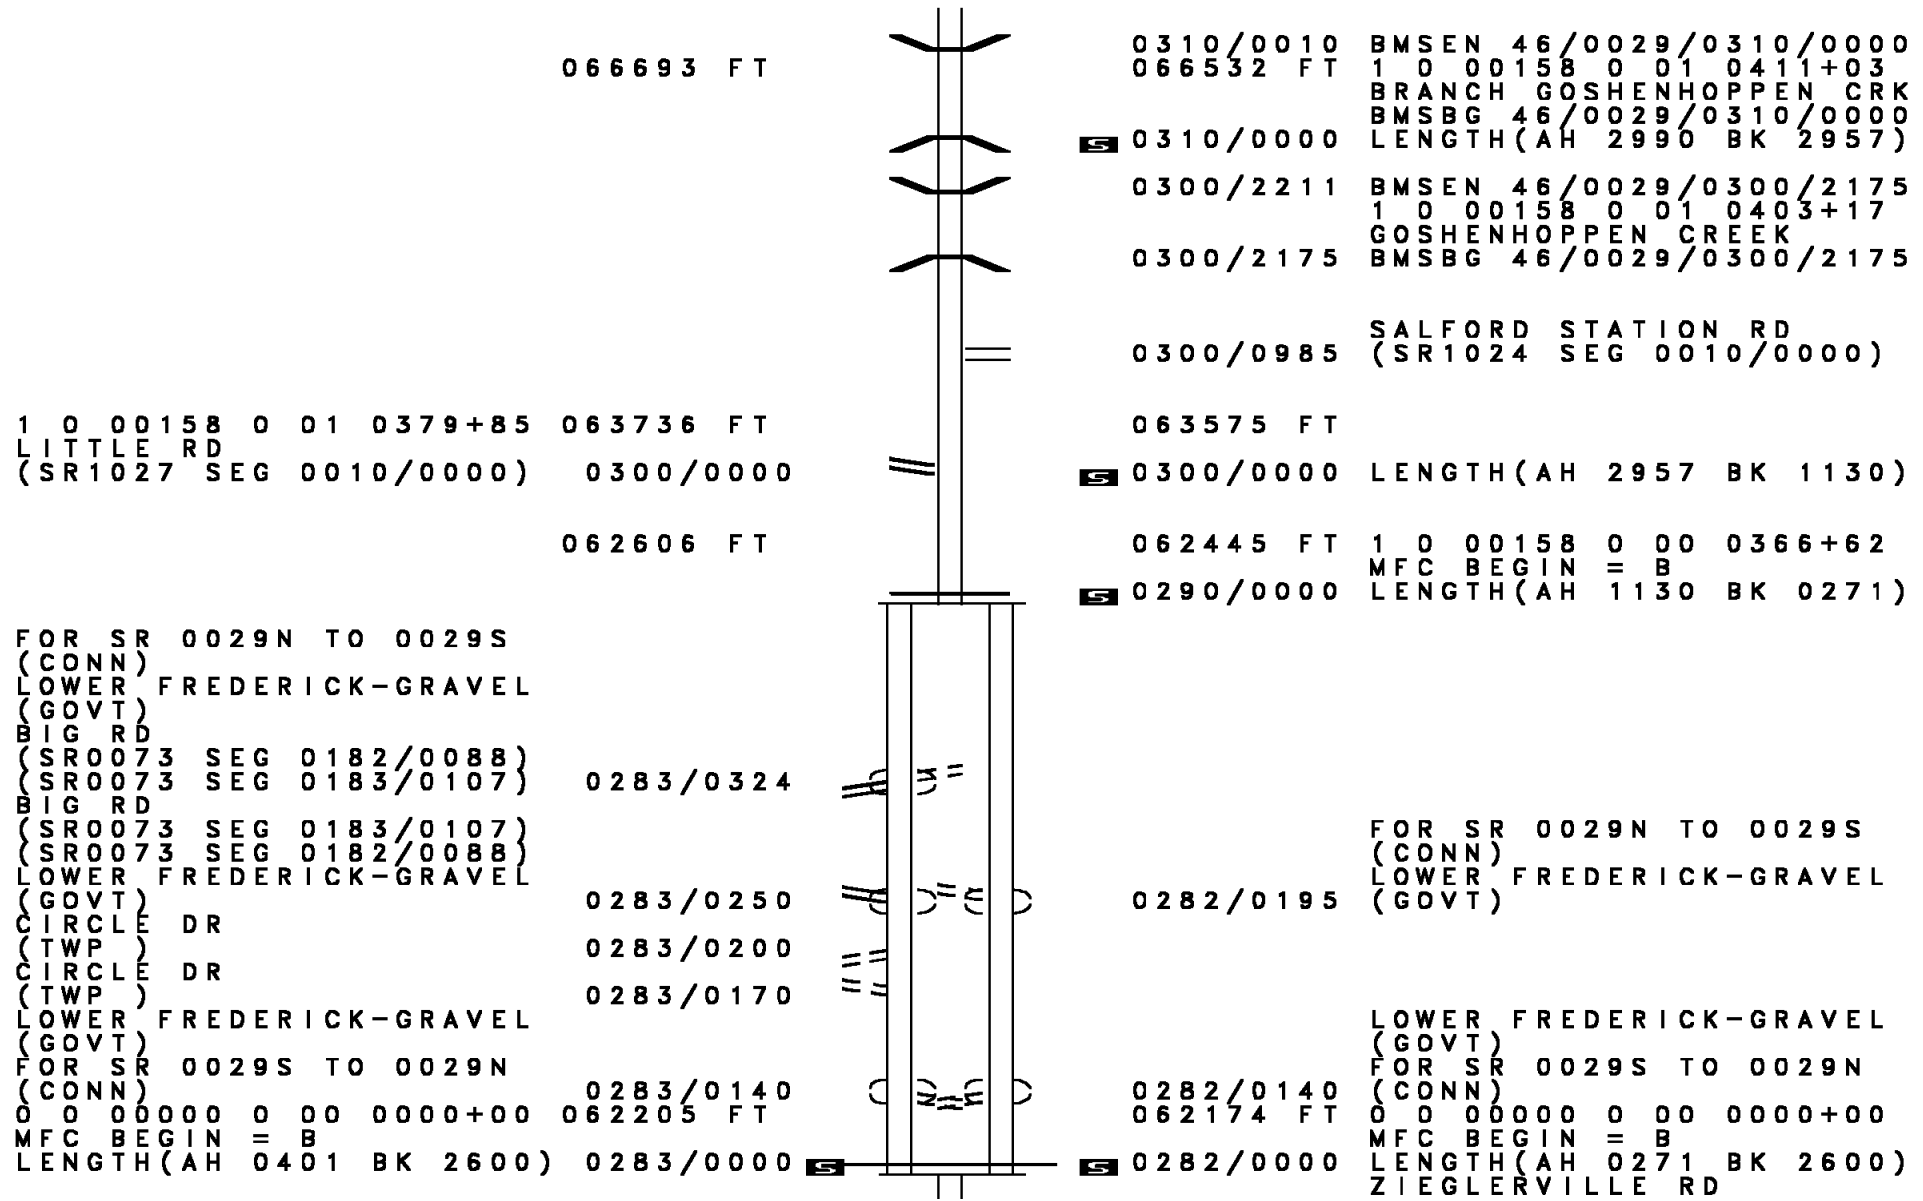 0310/0010 BMSEN 46/0029/0310/0000
066693 FT 066532 FT 1 0 00158 0 01 0411+03
BRANCH GOSHENHOPPEN CRK
BMSBG 46/0029/0310/0000
S 0310/0000 LENGTH(AH 2990 BK 2957)
0300/2211 BMSEN 46/0029/0300/2175
1 0 00158 0 01 0403+17
GOSHENHOPPEN CREEK
0300/2175 BMSBG 46/0029/0300/2175
SALFORD STATION RD
0300/0985 (SR1024 SEG 0010/0000)
1 0 00158 0 01 0379+85 063736 FT 063575 FT
LITTLE RD
(SR1027 SEG 0010/0000) 0300/0000 S 0300/0000 LENGTH(AH 2957 BK 1130)
062606 FT 062445 FT 1 0 00158 0 00 0366+62
MFC BEGIN = B
S 0290/0000 LENGTH(AH 1130 BK 0271)
FOR SR 0029N TO 0029S
(CONN)
LOWER FREDERICK-GRAVEL
(GOVT)
BIG RD
(SR0073 SEG 0182/0088)
(SR0073 SEG 0183/0107) 0283/0324
BIG RD
(SR0073 SEG 0183/0107) FOR SR 0029N TO 0029S
(SR0073 SEG 0182/0088) (CONN)
LOWER FREDERICK-GRAVEL LOWER FREDERICK-GRAVEL
(GOVT) 0283/0250 0282/0195 (GOVT)
CIRCLE DR
(TWP ) 0283/0200
CIRCLE DR
(TWP ) 0283/0170
LOWER FREDERICK-GRAVEL LOWER FREDERICK-GRAVEL
(GOVT) (GOVT)
FOR SR 0029S TO 0029N FOR SR 0029S TO 0029N
(CONN) 0283/0140 0282/0140 (CONN)
0 0 00000 0 00 0000+00 062205 FT 062174 FT 0 0 00000 0 00 0000+00
MFC BEGIN = B MFC BEGIN = B
LENGTH(AH 0401 BK 2600) 0283/0000 S S 0282/0000 LENGTH(AH 0271 BK 2600)
ZIEGLERVILLE RD